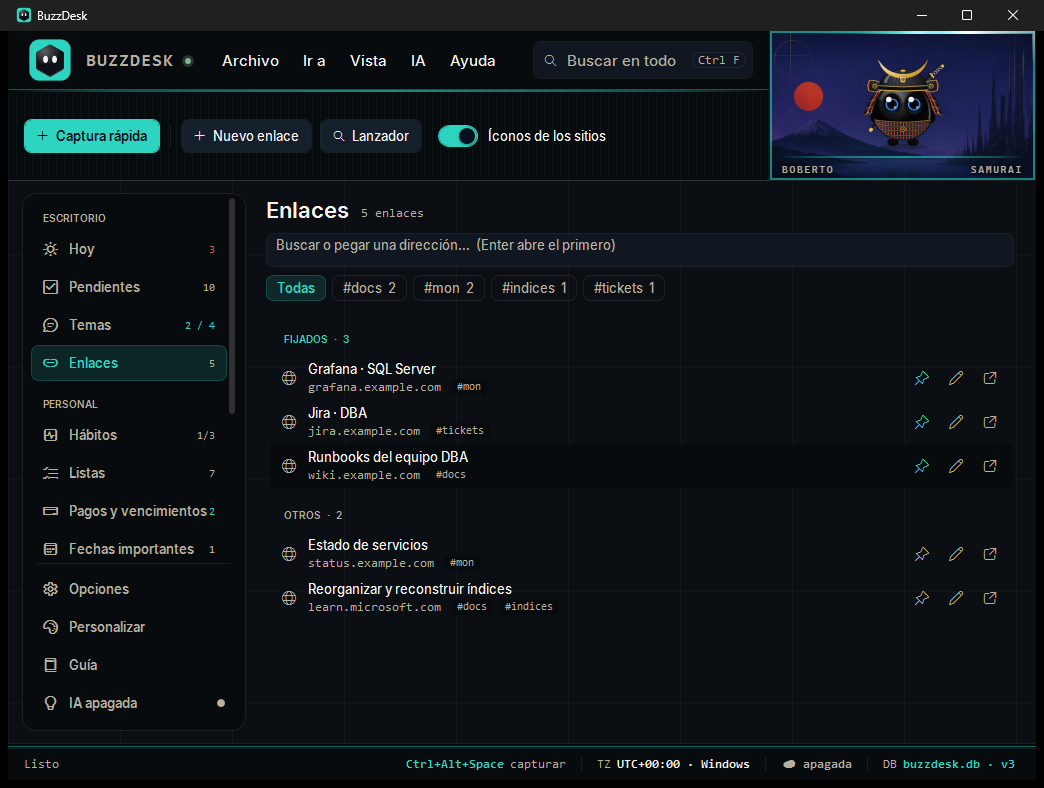 BuzzDesk
BUZZDESK Archivo Ir a Vista IA Ayuda Buscar en todo Ctrl F
+ Captura rápida + Nuevo enlace Lanzador Íconos de los sitios
BOBERTO SAMURAI
ESCRITORIO
Hoy 3
Pendientes 10
Temas 2 / 4
Enlaces 5
PERSONAL
Hábitos 1/3
Listas 7
Pagos y vencimientos 2
Fechas importantes 1
Opciones
Personalizar
Guía
IA apagada
Enlaces 5 enlaces
Buscar o pegar una dirección... (Enter abre el primero)
Todas #docs 2 #mon 2 #indices 1 #tickets 1
FIJADOS · 3
Grafana · SQL Server
grafana.example.com #mon
Jira · DBA
jira.example.com #tickets
Runbooks del equipo DBA
wiki.example.com #docs
OTROS · 2
Estado de servicios
status.example.com #mon
Reorganizar y reconstruir índices
learn.microsoft.com #docs #indices
Listo Ctrl+Alt+Space capturar TZ UTC+00:00 · Windows apagada DB buzzdesk.db · v3